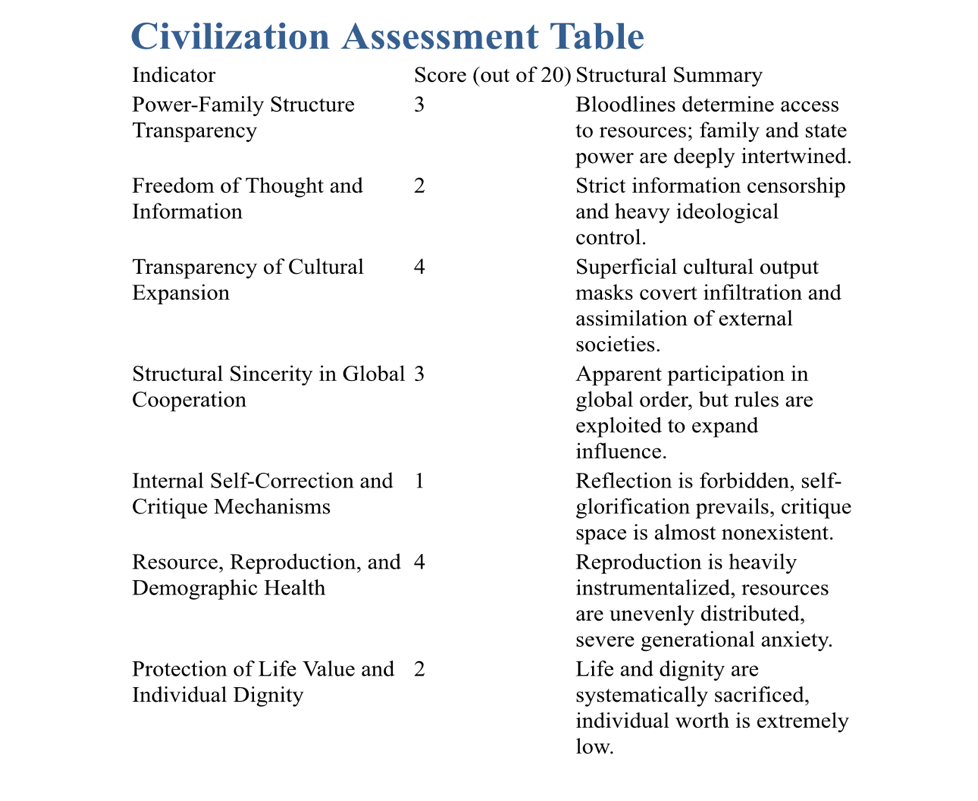 Civilization Assessment Table
Indicator Score (out of 20) Structural Summary
Power-Family Structure 3 Bloodlines determine access
Transparency to resources; family and state
power are deeply intertwined.
Freedom of Thought and 2 Strict information censorship
Information and heavy ideological
control.
Transparency of Cultural 4 Superficial cultural output
Expansion masks covert infiltration and
assimilation of external
societies.
Structural Sincerity in Global 3 Apparent participation in
Cooperation global order, but rules are
exploited to expand
influence.
Internal Self-Correction and 1 Reflection is forbidden, self-
Critique Mechanisms glorification prevails, critique
space is almost nonexistent.
Resource, Reproduction, and 4 Reproduction is heavily
Demographic Health instrumentalized, resources
are unevenly distributed,
severe generational anxiety.
Protection of Life Value and 2 Life and dignity are
Individual Dignity systematically sacrificed,
individual worth is extremely
low.